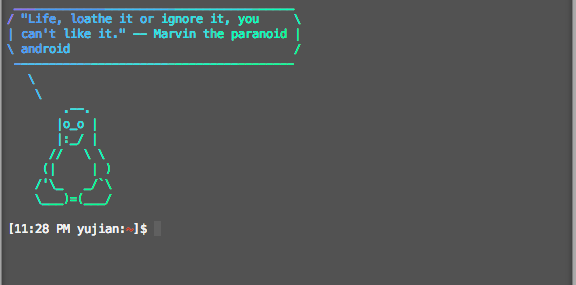 "Life, loathe it or ignore it, you
can't like it." —— Marvin the paranoid
android
[11:28 PM yujian:~]$